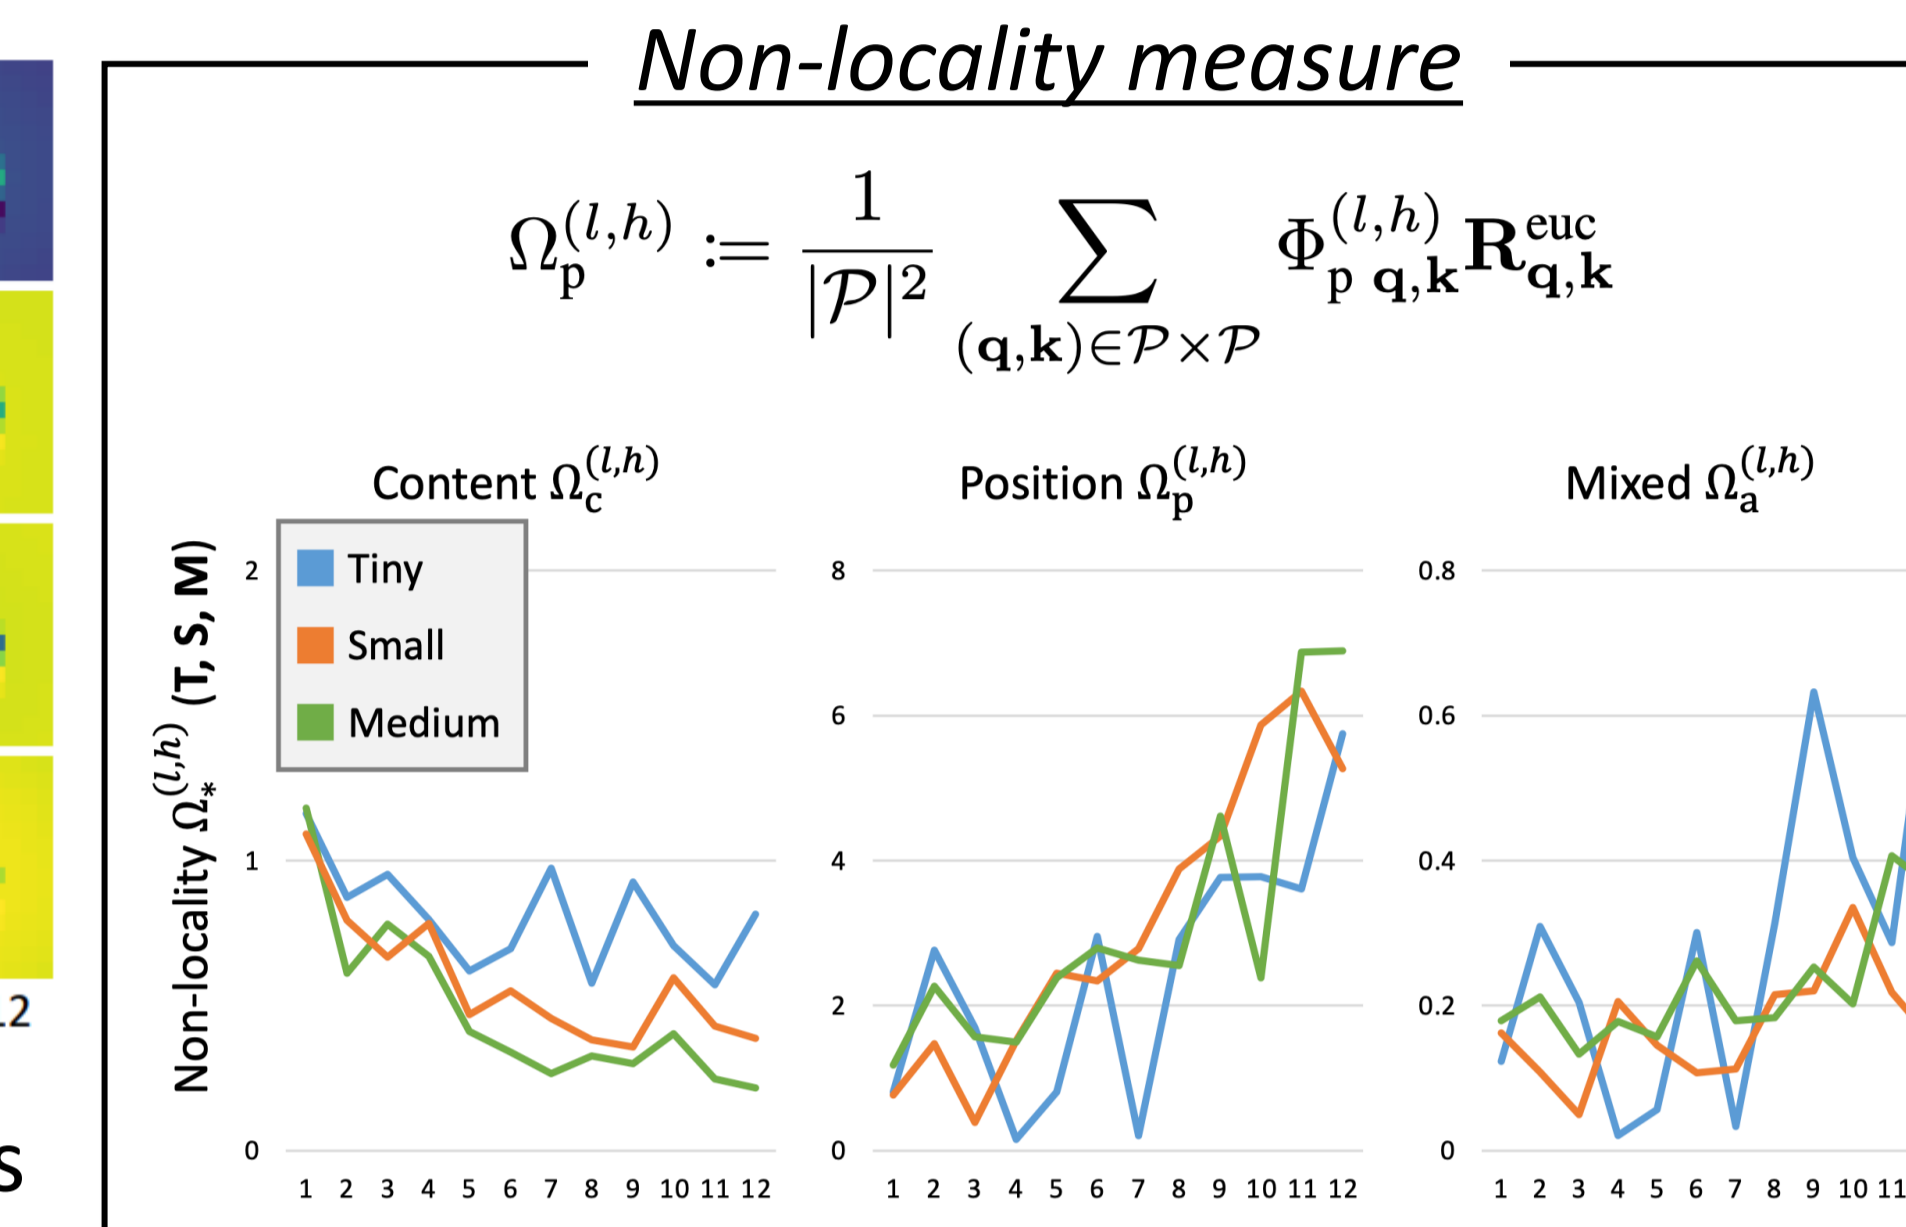 Non-locality measure
Ω_p^(l,h) := 1/|𝒫|² ∑_(q,k)∈𝒫×𝒫 Φ_p q,k^(l,h) R_q,k^euc
Content Ω_c^(l,h)
Position Ω_p^(l,h)
Mixed Ω_a^(l,h)
Non-locality Ω_*^(l,h) (T, S, M)
Tiny
Small
Medium
2
1
0
1 2 3 4 5 6 7 8 9 10 11 12
8
6
4
2
0
1 2 3 4 5 6 7 8 9 10 11 12
0.8
0.6
0.4
0.2
0
1 2 3 4 5 6 7 8 9 10 11
.2
s